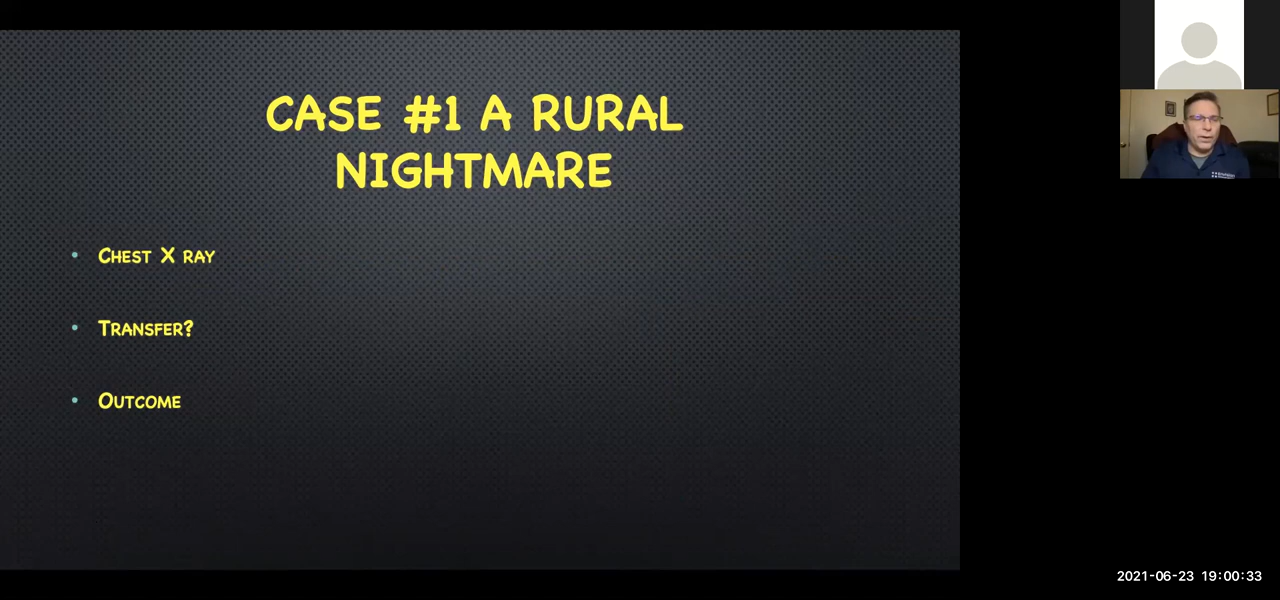 CASE #1 A RURAL
NIGHTMARE
• Chest X ray
• Transfer?
• Outcome
2021-06-23 19:00:33